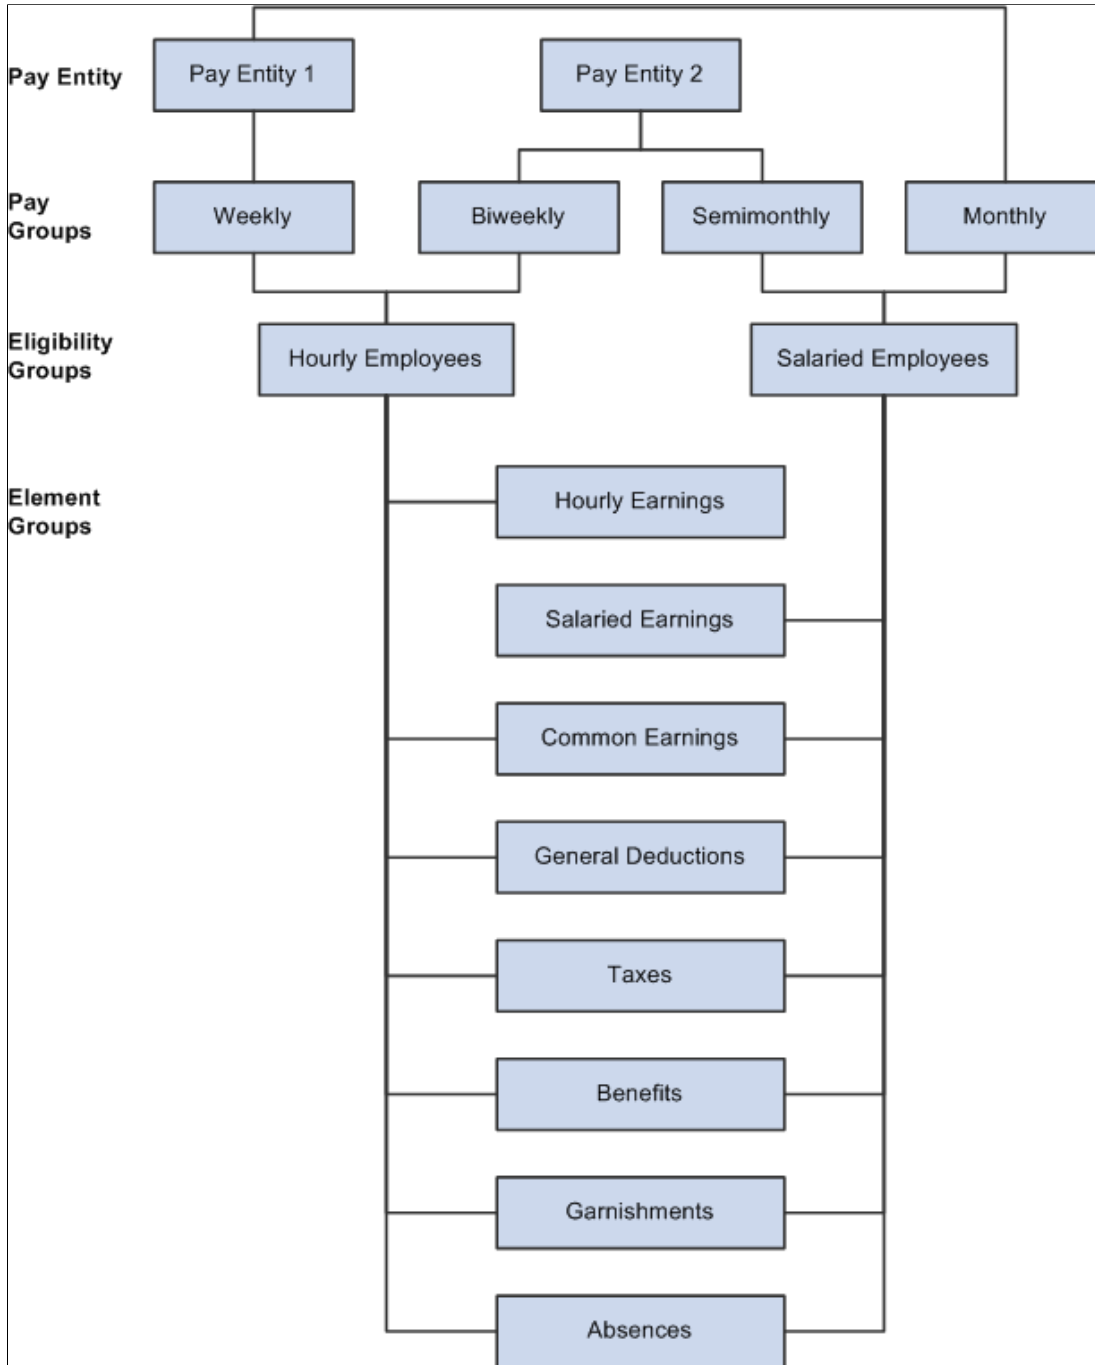 Pay Entity
Pay Entity 1
Pay Entity 2
Pay
Groups
Weekly
Biweekly
Semimonthly
Monthly
Eligibility
Groups
Hourly Employees
Salaried Employees
Element
Groups
Hourly Earnings
Salaried Earnings
Common Earnings
General Deductions
Taxes
Benefits
Garnishments
Absences